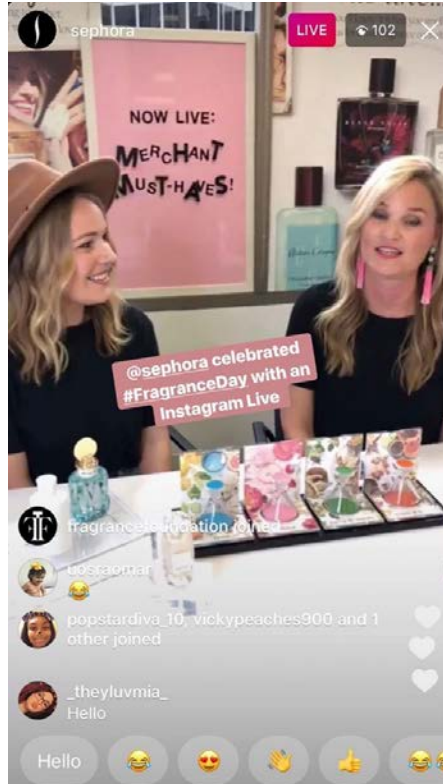 sephora
LIVE
102
NOW LIVE:
MERCHANT
MUST-HAVES!
@sephora celebrated
#FragranceDay with an
Instagram Live
fragrancefoundation joined
uosraomar
😂
popstardiva_10, vickypeaches900 and 1
other joined
_theyluvmia_
Hello
Hello 😂 😍 👋 👍 😂